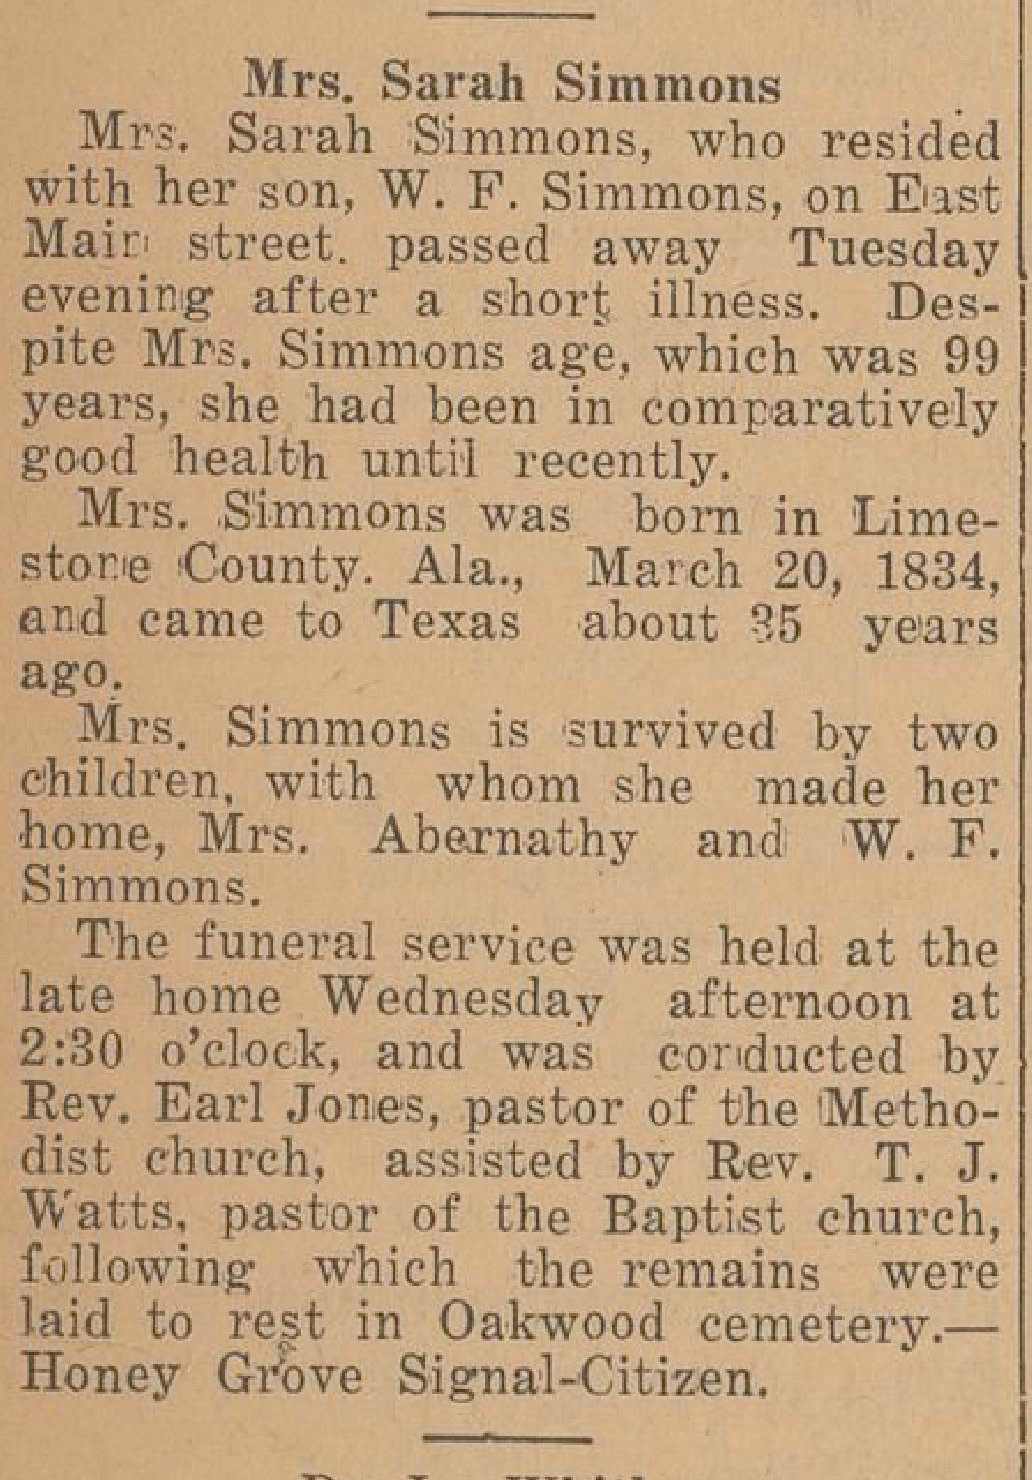 Mrs. Sarah Simmons
Mrs. Sarah Simmons, who resided
with her son, W. F. Simmons, on East
Main street. passed away Tuesday
evening after a short illness. Des-
pite Mrs. Simmons age, which was 99
years, she had been in comparatively
good health until recently.
Mrs. Simmons was born in Lime-
stone County. Ala., March 20, 1834,
and came to Texas about 35 years
ago.
Mrs. Simmons is survived by two
children, with whom she made her
home, Mrs. Abernathy and W. F.
Simmons.
The funeral service was held at the
late home Wednesday afternoon at
2:30 o'clock, and was conducted by
Rev. Earl Jones, pastor of the Metho-
dist church, assisted by Rev. T. J.
Watts, pastor of the Baptist church,
following which the remains were
laid to rest in Oakwood cemetery.—
Honey Grove Signal-Citizen.